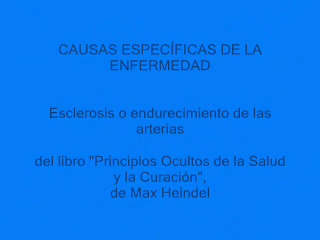 CAUSAS ESPECÍFICAS DE LA
ENFERMEDAD
Esclerosis o endurecimiento de las
arterias
del libro "Principios Ocultos de la Salud
y la Curación",
de Max Heindel